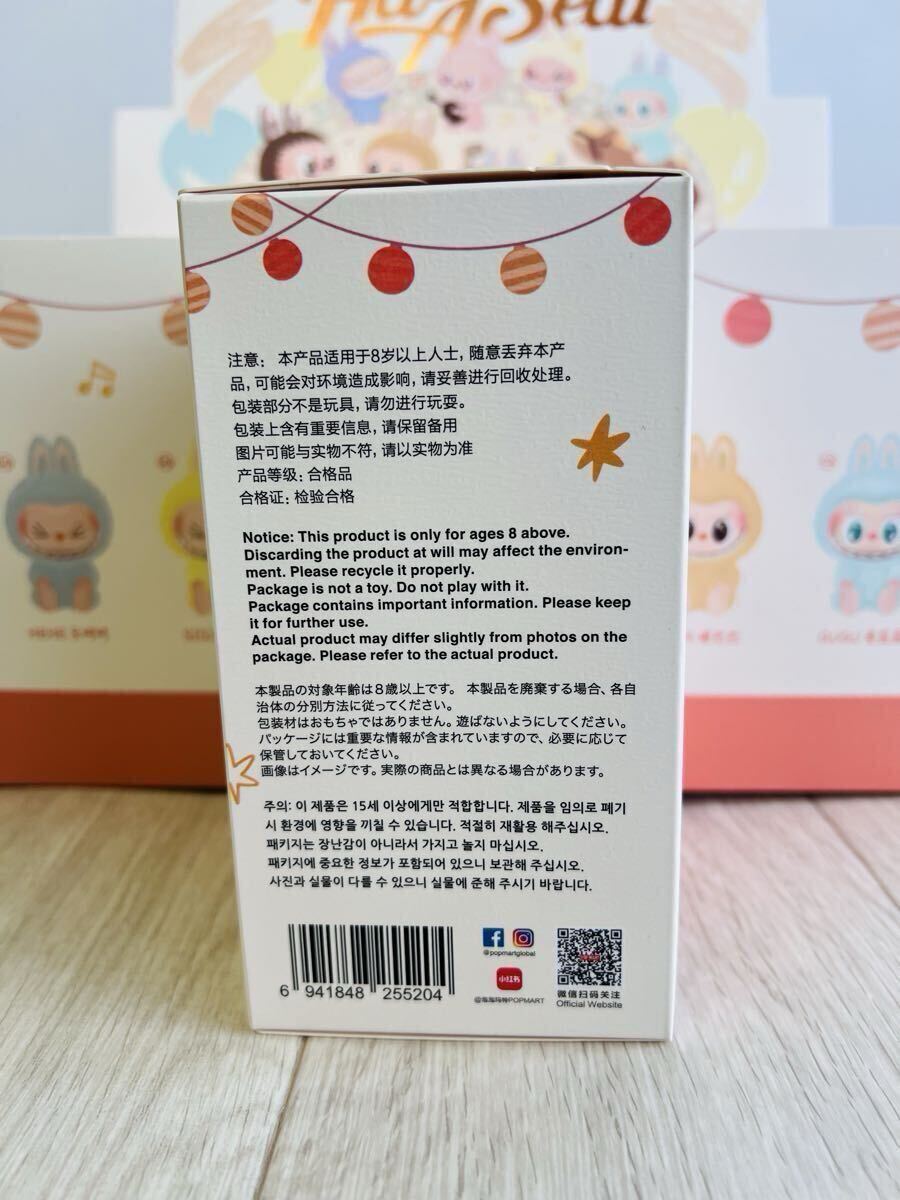 注意: 本产品适用于8岁以上人士, 随意丢弃本产
品, 可能会对环境造成影响, 请妥善进行回收处理。
包装部分不是玩具, 请勿进行玩耍。
包装上含有重要信息, 请保留备用
图片可能与实物不符, 请以实物为准
产品等级: 合格品
合格证: 检验合格
Notice: This product is only for ages 8 above.
Discarding the product at will may affect the environ-
ment. Please recycle it properly.
Package is not a toy. Do not play with it.
Package contains important information. Please keep
it for further use.
Actual product may differ slightly from photos on the
package. Please refer to the actual product.
本製品の対象年齢は8歳以上です。 本製品を廃棄する場合、各自
治体の分別方法に従ってください。
包装材はおもちゃではありません。遊ばないようにしてください。
パッケージには重要な情報が含まれていますので、必要に応じて
保管しておいてください。
画像はイメージです。実際の商品とは異なる場合があります。
주의: 이 제품은 15세 이상에게만 적합합니다. 제품을 임의로 폐기
시 환경에 영향을 끼칠 수 있습니다. 적절히 재활용 해주십시오.
패키지는 장난감이 아니라서 가지고 놀지 마십시오.
패키지에 중요한 정보가 포함되어 있으니 보관해 주십시오.
사진과 실물이 다를 수 있으니 실물에 준해 주시기 바랍니다.
6 941848 255204
@popmartglobal
小红书
@泡泡玛特POPMART
微信扫码关注
Official Website